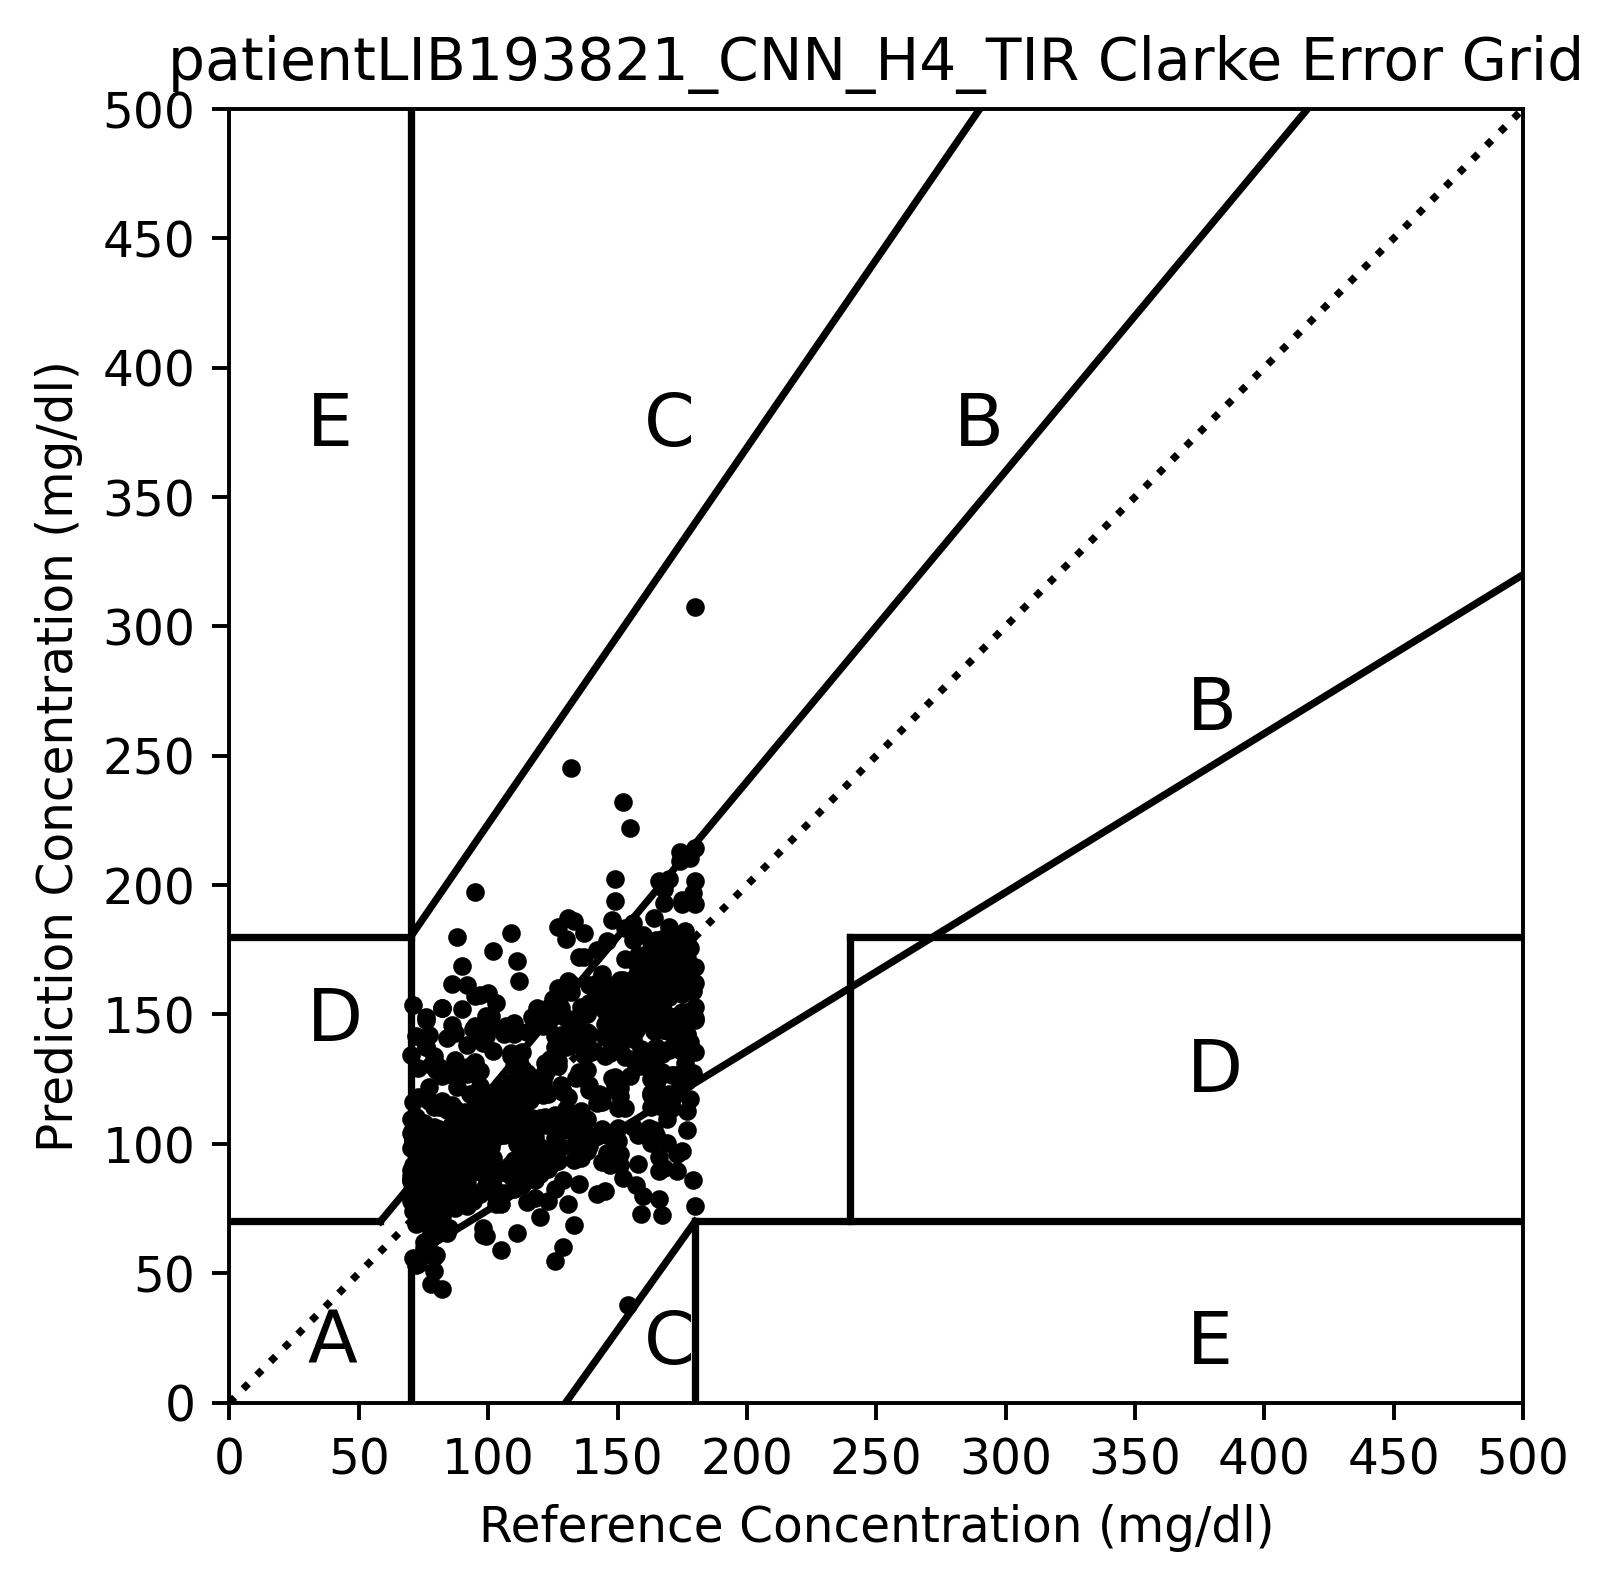 patientLIB193821_CNN_H4_TIR Clarke Error Grid
500
450
400
350
300
250
200
150
100
50
0
Prediction Concentration (mg/dl)
E
C
B
B
D
D
A
C
E
0 50 100 150 200 250 300 350 400 450 500
Reference Concentration (mg/dl)